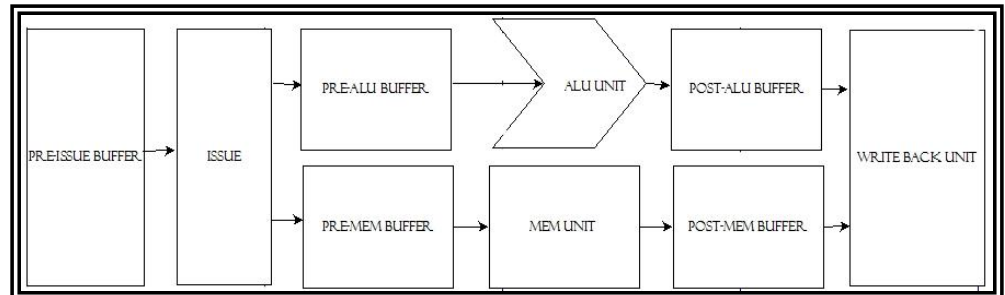 PRE-ISSUE BUFFER
ISSUE
PRE-ALU BUFFER
ALU UNIT
POST-ALU BUFFER
WRITE BACK UNIT
PRE-MEM BUFFER
MEM UNIT
POST-MEM BUFFER